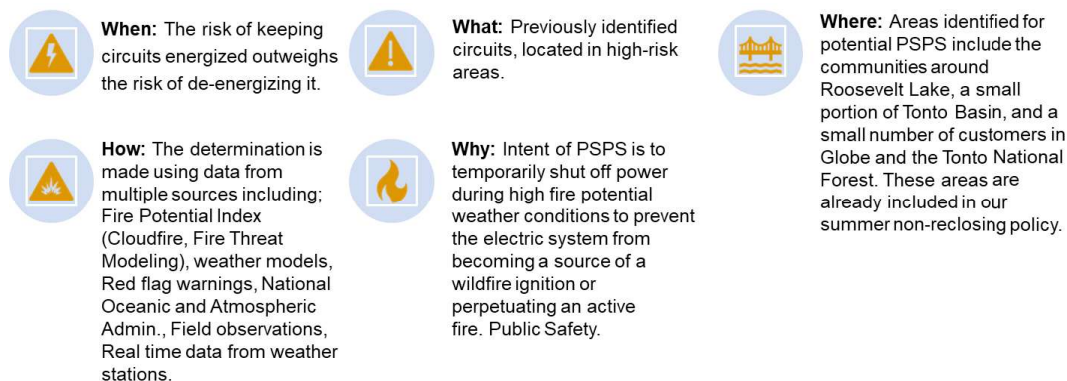 When: The risk of keeping
circuits energized outweighs
the risk of de-energizing it.
What: Previously identified
circuits, located in high-risk
areas.
Where: Areas identified for
potential PSPS include the
communities around
Roosevelt Lake, a small
portion of Tonto Basin, and a
small number of customers in
Globe and the Tonto National
Forest. These areas are
already included in our
summer non-reclosing policy.
How: The determination is
made using data from
multiple sources including;
Fire Potential Index
(Cloudfire, Fire Threat
Modeling), weather models,
Red flag warnings, National
Oceanic and Atmospheric
Admin., Field observations,
Real time data from weather
stations.
Why: Intent of PSPS is to
temporarily shut off power
during high fire potential
weather conditions to prevent
the electric system from
becoming a source of a
wildfire ignition or
perpetuating an active
fire. Public Safety.